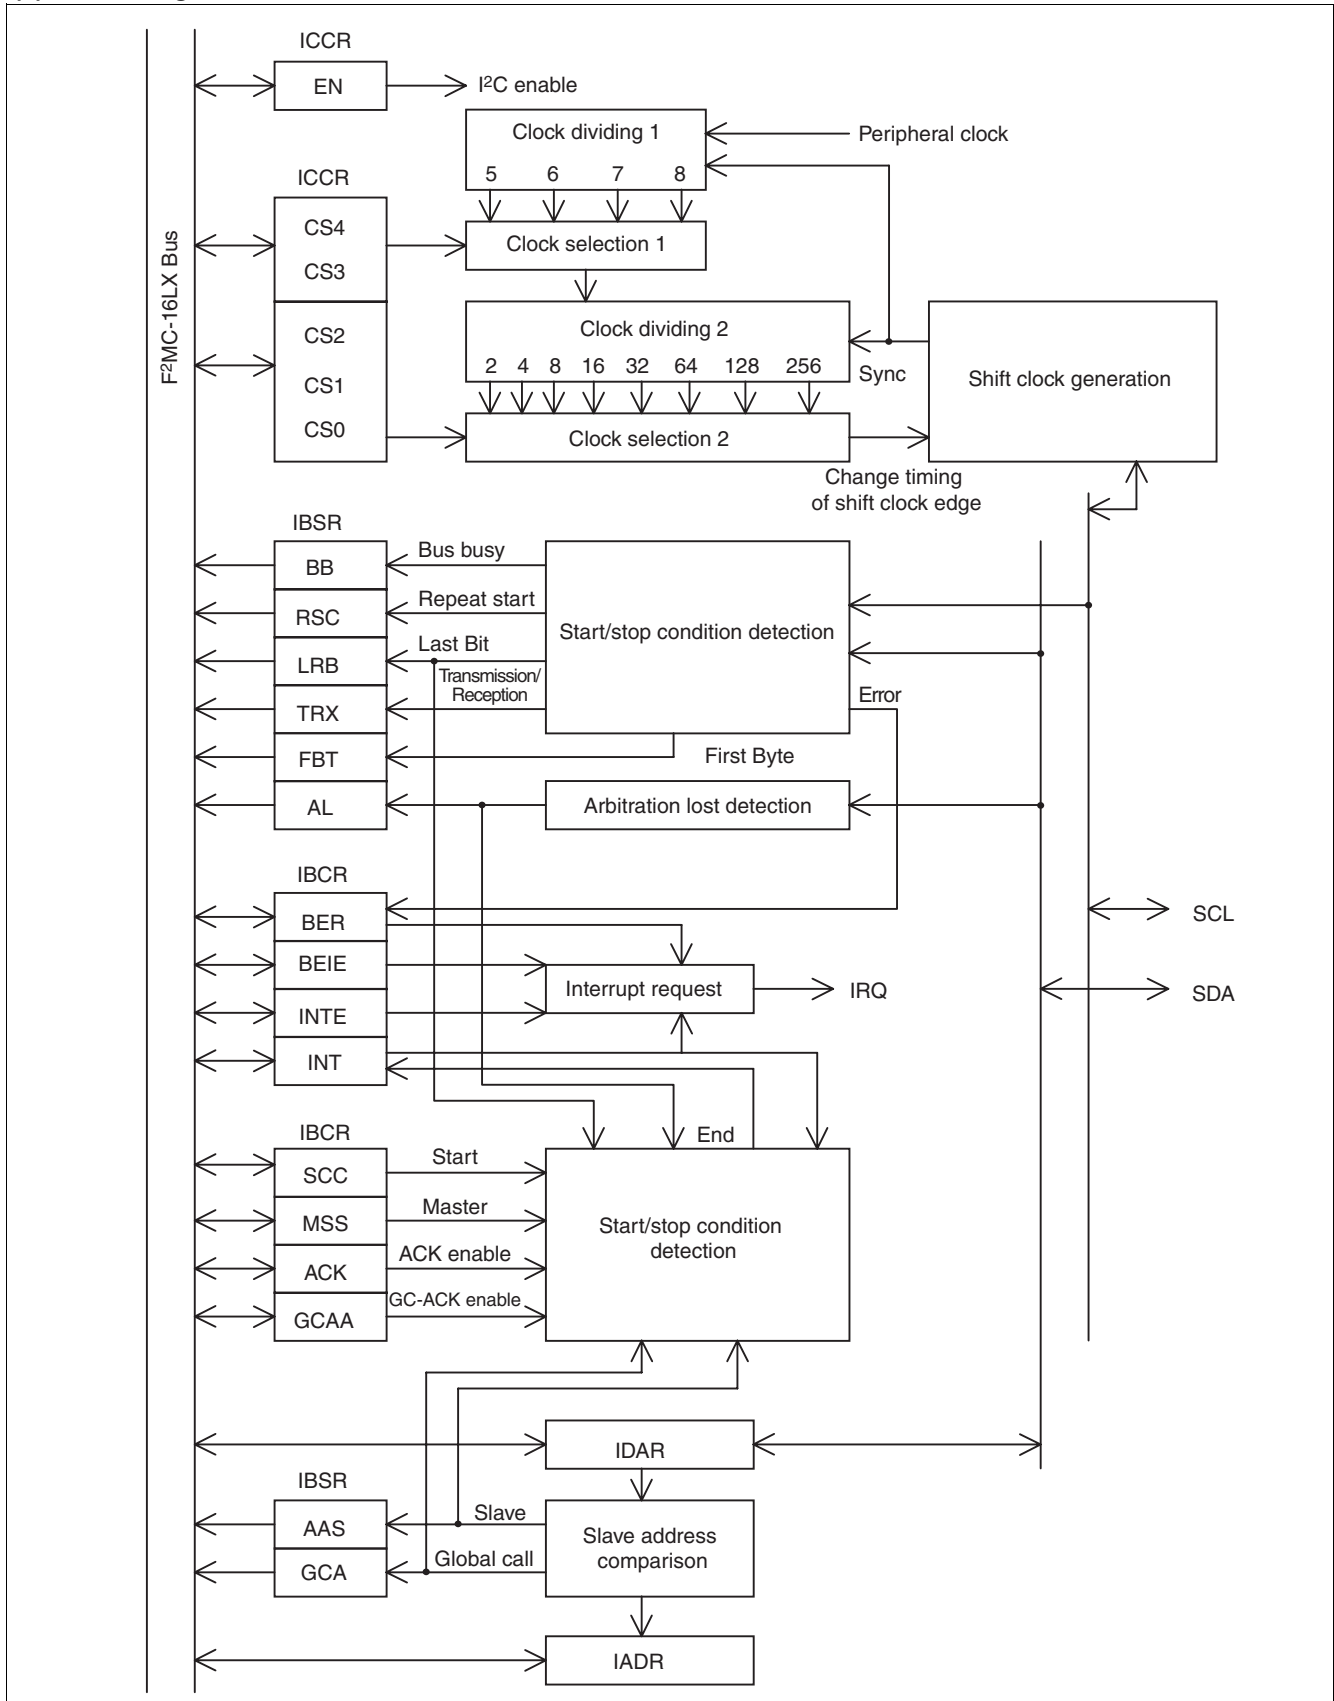 ICCR
EN
I²C enable
Clock dividing 1
Peripheral clock
5 6 7 8
ICCR
CS4
CS3
Clock selection 1
CS2
CS1
CS0
Clock dividing 2
2 4 8 16 32 64 128 256
Sync
Shift clock generation
Clock selection 2
Change timing
of shift clock edge
F²MC-16LX Bus
IBSR
BB
Bus busy
RSC
Repeat start
LRB
Last Bit
TRX
Transmission/
Reception
FBT
First Byte
AL
Start/stop condition detection
Error
Arbitration lost detection
IBCR
BER
BEIE
INTE
INT
Interrupt request
IRQ
SCL
SDA
End
IBCR
SCC
Start
MSS
Master
ACK
ACK enable
GCAA
GC-ACK enable
Start/stop condition
detection
IDAR
IBSR
AAS
Slave
GCA
Global call
Slave address
comparison
IADR